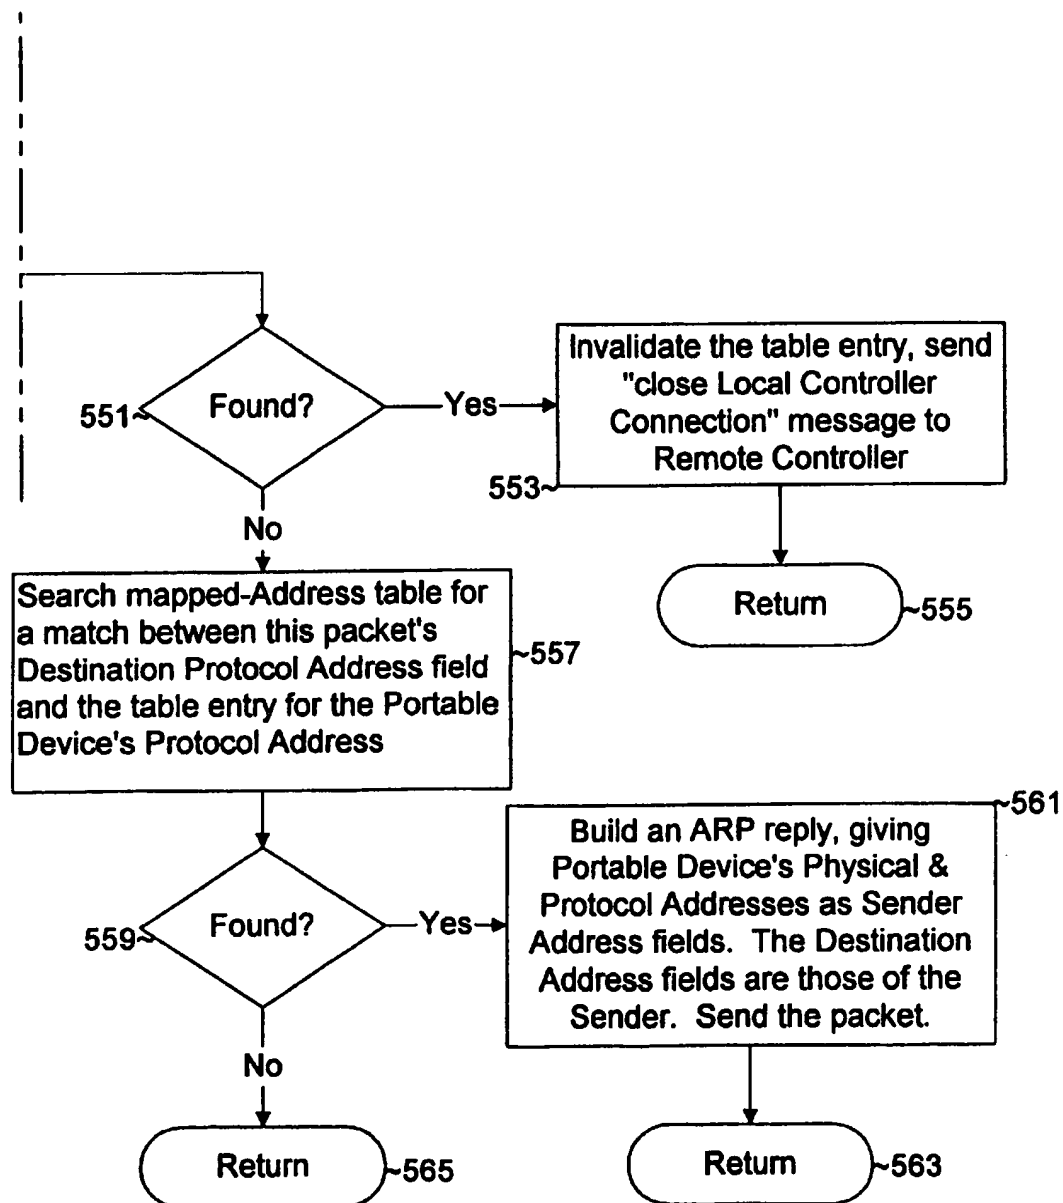 551~
Found?
Yes
Invalidate the table entry, send
"close Local Controller
Connection" message to
Remote Controller
553~
No
Return
~555
Search mapped-Address table for
a match between this packet's
Destination Protocol Address field
and the table entry for the Portable
Device's Protocol Address
~557
559~
Found?
Yes
~561
Build an ARP reply, giving
Portable Device's Physical &
Protocol Addresses as Sender
Address fields.  The Destination
Address fields are those of the
Sender.  Send the packet.
No
Return
~565
Return
~563